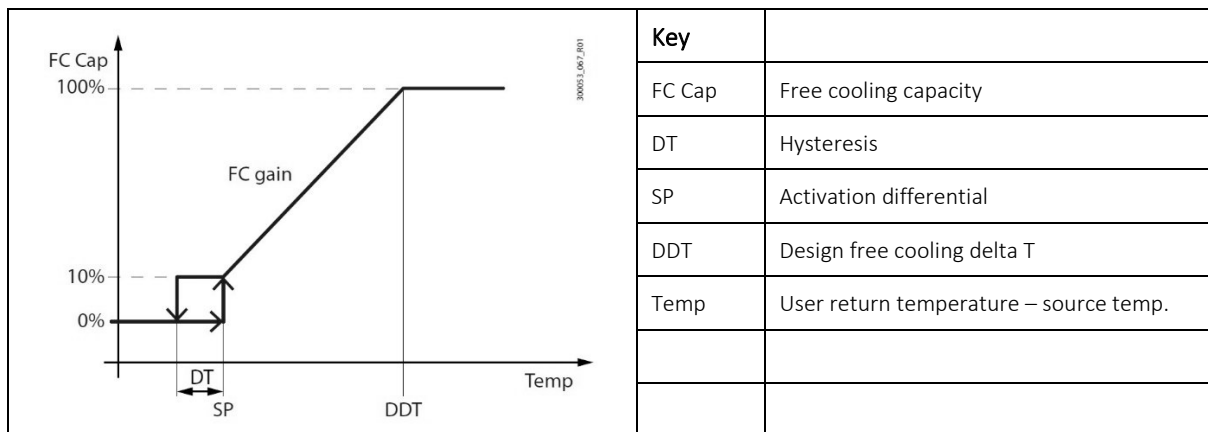 FC Cap
100%
FC gain
10%
0%
DT
SP
DDT
Temp
300053_067_R01
Key
FC Cap Free cooling capacity
DT Hysteresis
SP Activation differential
DDT Design free cooling delta T
Temp User return temperature – source temp.